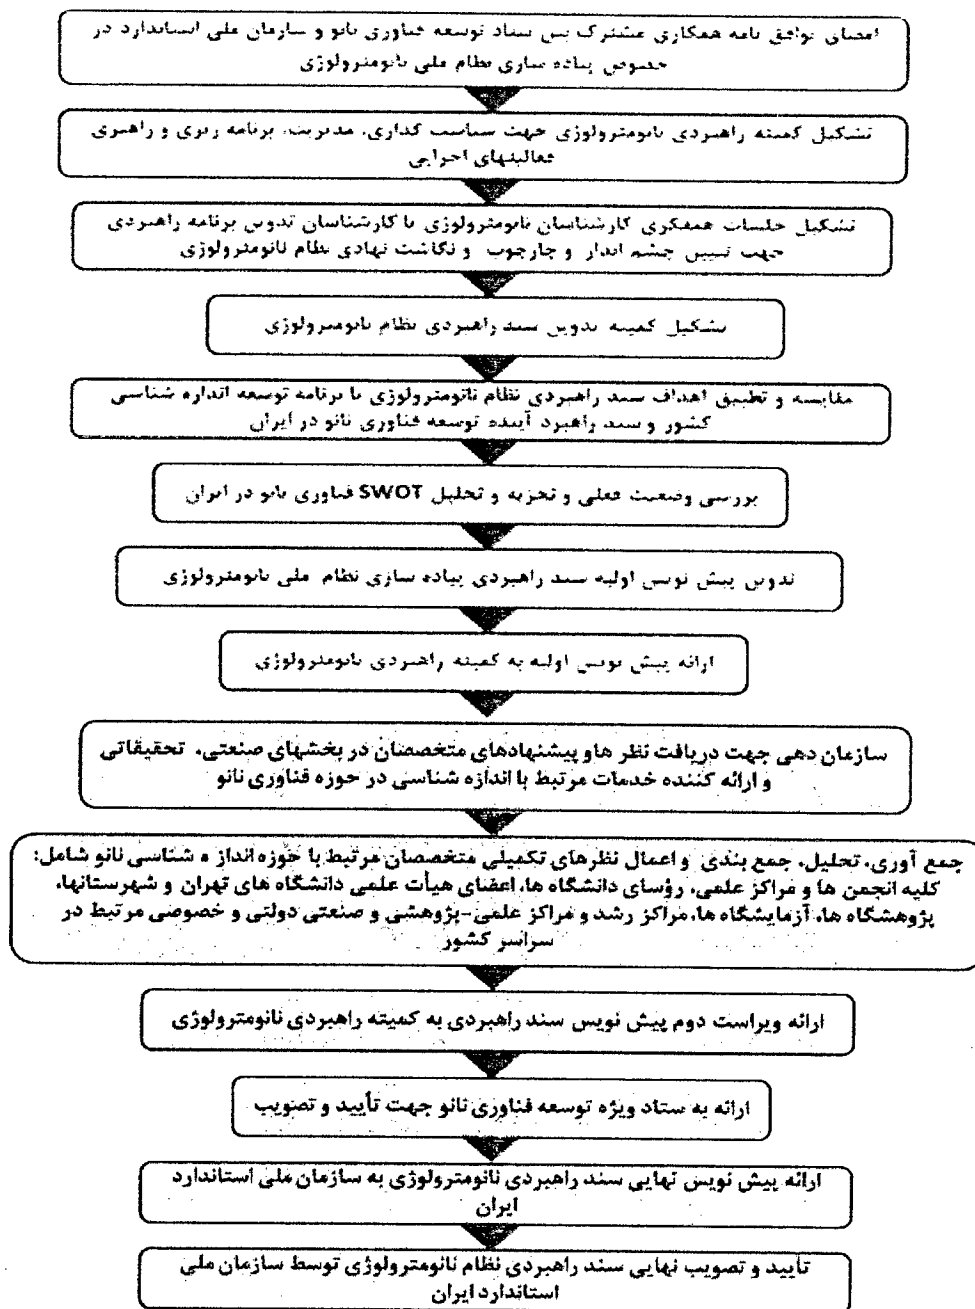 امضای توافق نامه همکاری مشترک بین ستاد توسعه فناوری نانو و سازمان ملی استاندارد در
خصوص پیاده سازی نظام ملی نانومترولوژی
تشکیل کمیته راهبردی نانومترولوژی جهت سیاست گذاری، مدیریت، برنامه ریزی و راهبری
فعالیتهای اجرایی
تشکیل جلسات همفکری کارشناسان نانومترولوژی با کارشناسان تدوین برنامه راهبردی
جهت تبیین چشم انداز و چارچوب و نگاشت نهادی نظام نانومترولوژی
تشکیل کمیته تدوین سند راهبردی نظام نانومترولوژی
مقایسه و تطبیق اهداف سند راهبردی نظام نانومترولوژی با برنامه توسعه اندازه شناسی
کشور و سند راهبرد آینده توسعه فناوری نانو در ایران
بررسی وضعیت فعلی و تجزیه و تحلیل SWOT فناوری نانو در ایران
تدوین پیش نویس اولیه سند راهبردی پیاده سازی نظام ملی نانومترولوژی
ارائه پیش نویس اولیه به کمیته راهبردی نانومترولوژی
سازمان دهی جهت دریافت نظر هاو پیشنهادهای متخصصان در بخشهای صنعتی، تحقیقاتی
و ارائه کننده خدمات مرتبط با اندازه شناسی در حوزه فناوری نانو
جمع آوری، تحلیل، جمع بندی و اعمال نظرهای تکمیلی متخصصان مرتبط با حوزه انداز ه شناسی نانو شامل:
کلیه انجمن ها و مراکز علمی، رؤسای دانشگاه ها، اعضای هیأت علمی دانشگاه های تهران و شهرستانها،
پژوهشگاه ها، آزمایشگاه ها، مراکز رشد و مراکز علمی-پژوهشی و صنعتی دولتی و خصوصی مرتبط در
سراسر کشور
ارائه ویراست دوم پیش نویس سند راهبردی به کمیته راهبردی نانومترولوژی
ارائه به ستاد ویژه توسعه فناوری نانو جهت تأیید و تصویب
ارائه پیش نویس نهایی سند راهبردی نانومترولوژی به سازمان ملی استاندارد
ایران
تأیید و تصویب نهایی سند راهبردی نظام نانومترولوژی توسط سازمان ملی
استاندارد ایران